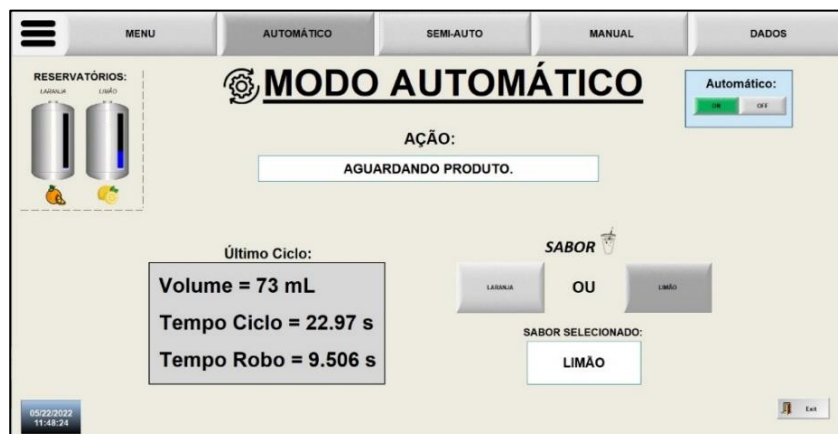 MENU
AUTOMÁTICO
SEMI-AUTO
MANUAL
DADOS
RESERVATÓRIOS:
LARANJA
LIMÃO
MODO AUTOMÁTICO
Automático:
ON
OFF
AÇÃO:
AGUARDANDO PRODUTO.
Último Ciclo:
Volume = 73 mL
Tempo Ciclo = 22.97 s
Tempo Robo = 9.506 s
SABOR
LARANJA
OU
LIMÃO
SABOR SELECIONADO:
LIMÃO
05/22/2022
11:48:24
Exit